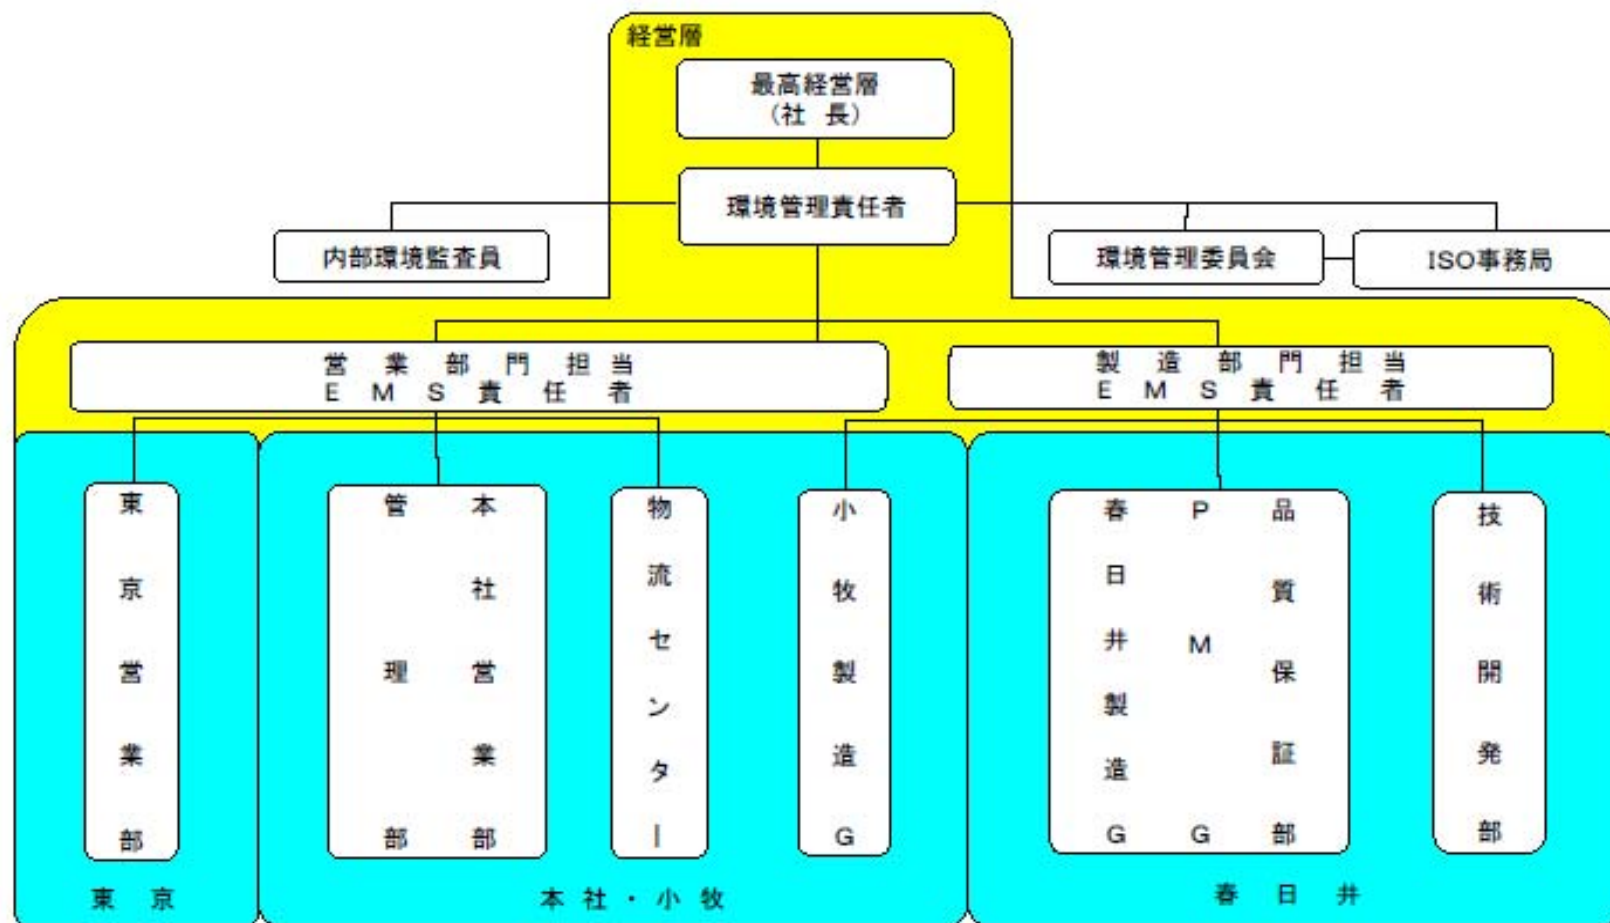 経営層
最高経営層
（社 長）
環境管理責任者
内部環境監査員
環境管理委員会
ISO事務局
営業部門担当
EMS責任者
製造部門担当
EMS責任者
東京営業部
本社営業部
管理部
物流センター
小牧製造G
品質保証部
PMG
春日井製造G
技術開発部
東 京
本 社 ・ 小 牧
春 日 井